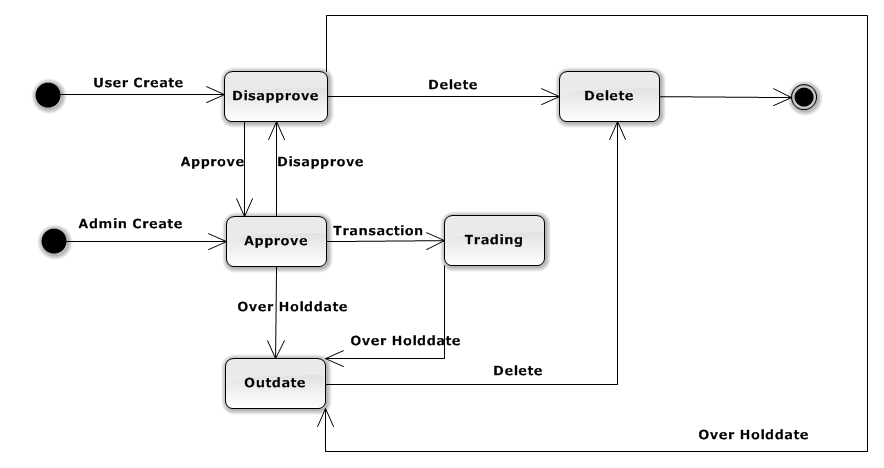 User Create
Disapprove
Delete
Delete
Approve
Disapprove
Admin Create
Approve
Transaction
Trading
Over Holddate
Over Holddate
Outdate
Delete
Over Holddate